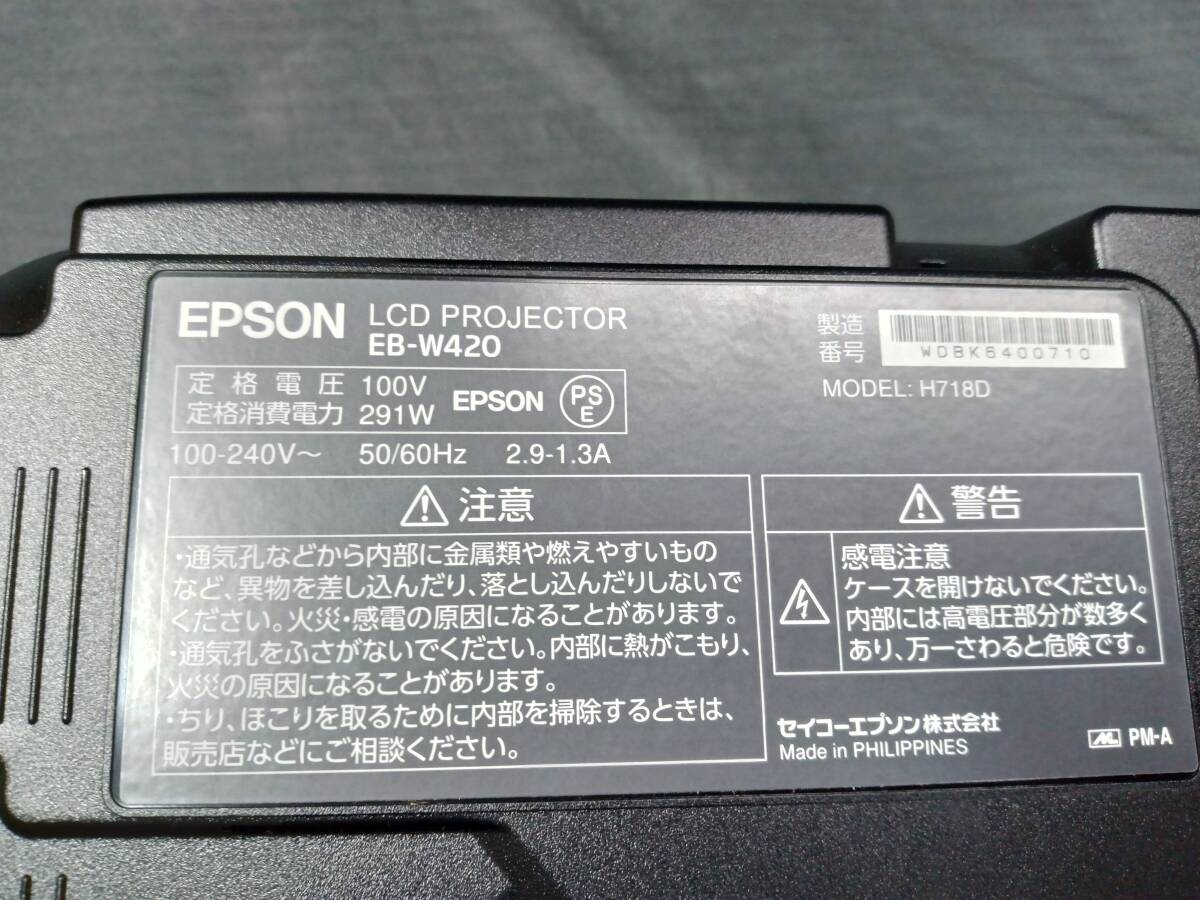 EPSON LCD PROJECTOR
EB-W420
定格電圧 100V
定格消費電力 291W
EPSON
PS
E
100-240V～ 50/60Hz 2.9-1.3A
製造
番号
WDBK6400710
MODEL: H718D
注意
・通気孔などから内部に金属類や燃えやすいもの
など、異物を差し込んだり、落とし込んだりしないで
ください。火災・感電の原因になることがあります。
・通気孔をふさがないでください。内部に熱がこもり、
火災の原因になることがあります。
・ちり、ほこりを取るために内部を掃除するときは、
販売店などにご相談ください。
警告
感電注意
ケースを開けないでください。
内部には高電圧部分が数多く
あり、万一さわると危険です。
セイコーエプソン株式会社
Made in PHILIPPINES
PM-A